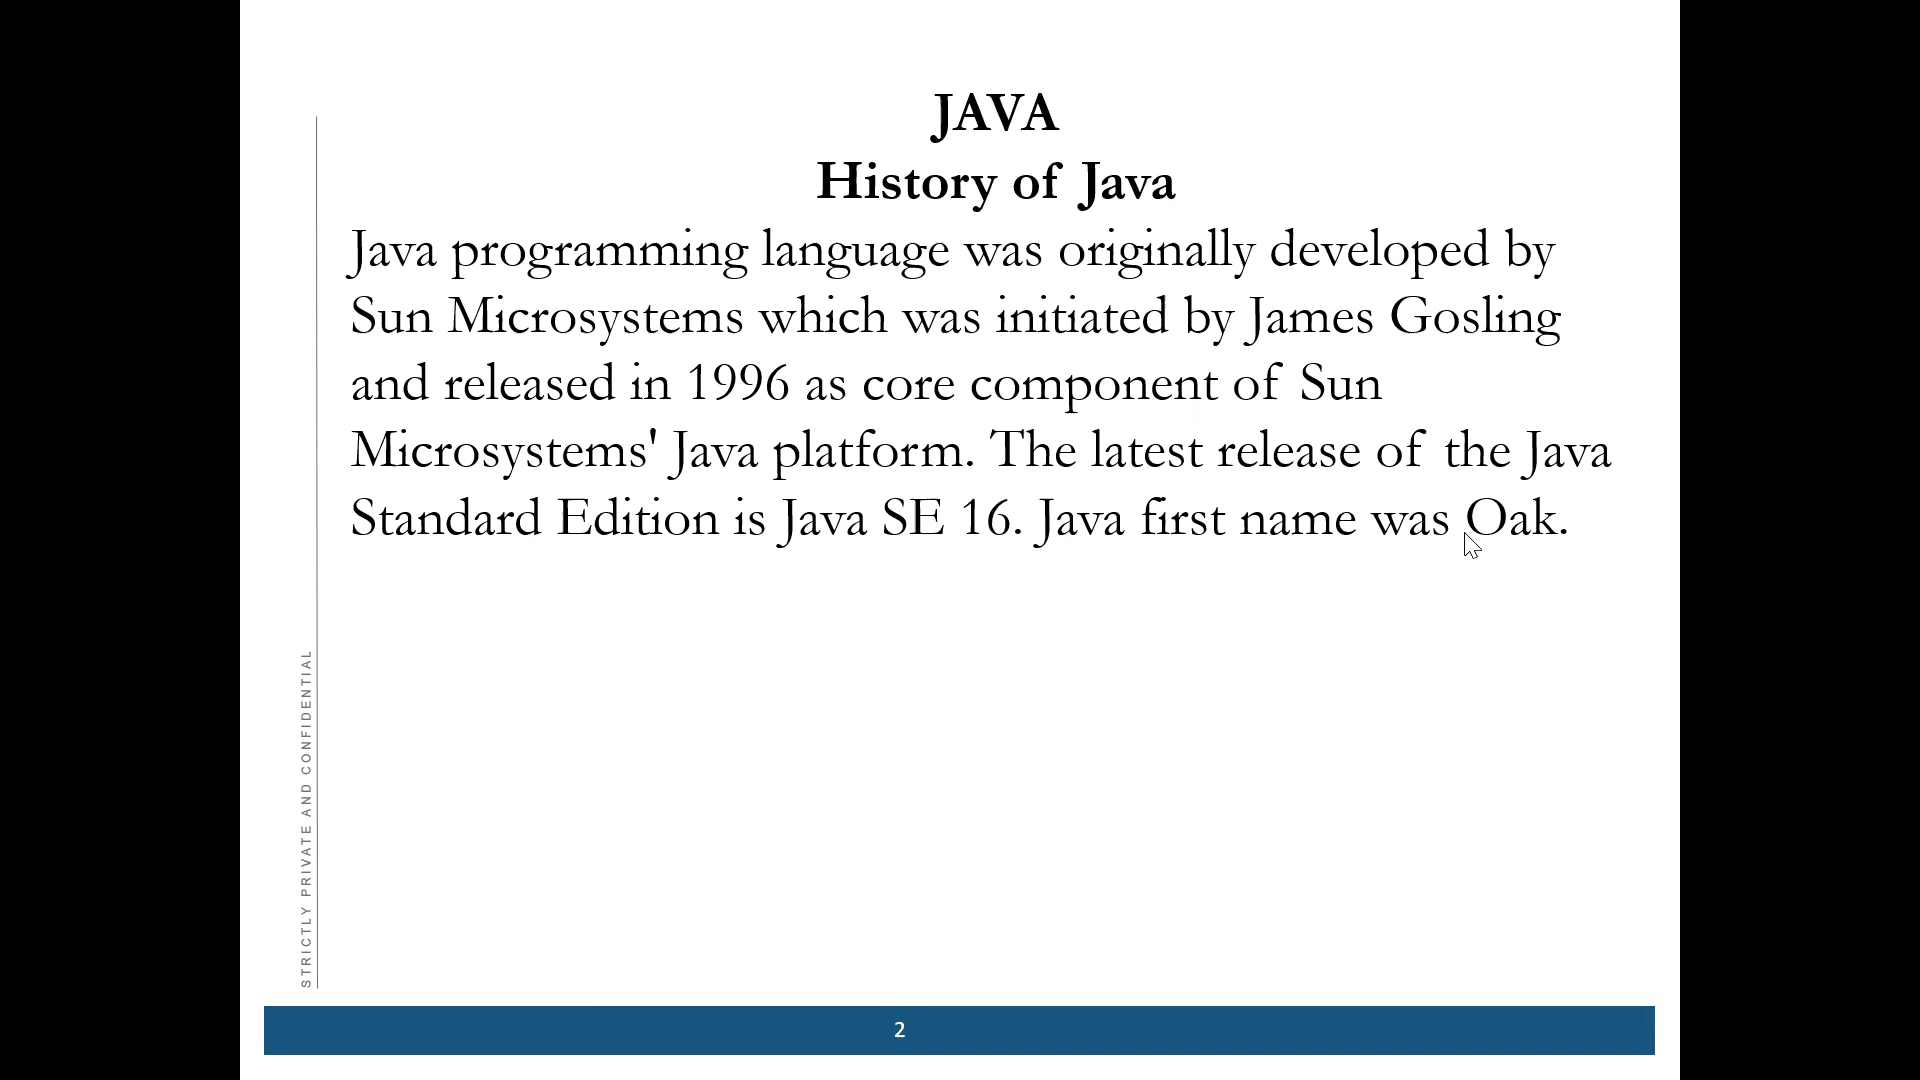 JAVA
History of Java
Java programming language was originally developed by
Sun Microsystems which was initiated by James Gosling
and released in 1996 as core component of Sun
Microsystems' Java platform. The latest release of the Java
Standard Edition is Java SE 16. Java first name was Oak.
STRICTLY PRIVATE AND CONFIDENTIAL
2